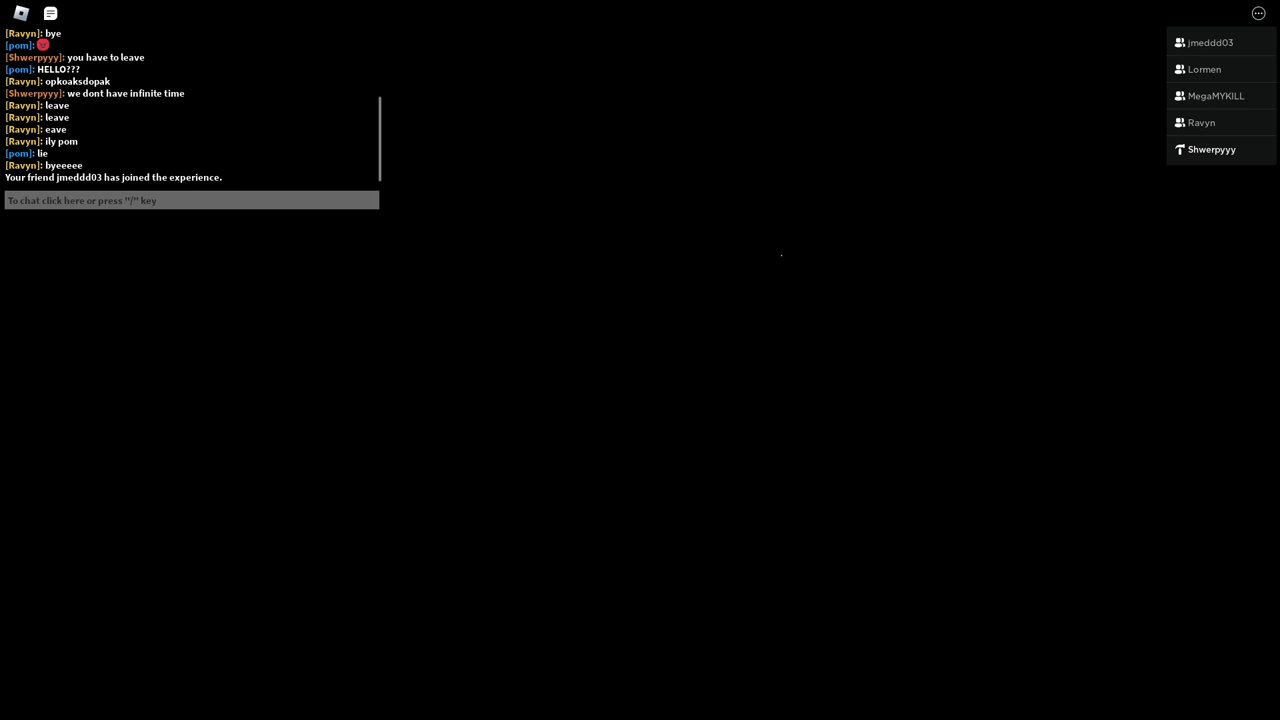 [Ravyn]: bye
[pom]: 😡
[Shwerpyyy]: you have to leave
[pom]: HELLO???
[Ravyn]: opkoaksdopak
[Shwerpyyy]: we dont have infinite time
[Ravyn]: leave
[Ravyn]: leave
[Ravyn]: eave
[Ravyn]: ily pom
[pom]: lie
[Ravyn]: byeeeee
Your friend jmeddd03 has joined the experience.
To chat click here or press "/" key
jmeddd03
Lormen
MegaMYKILL
Ravyn
Shwerpyyy